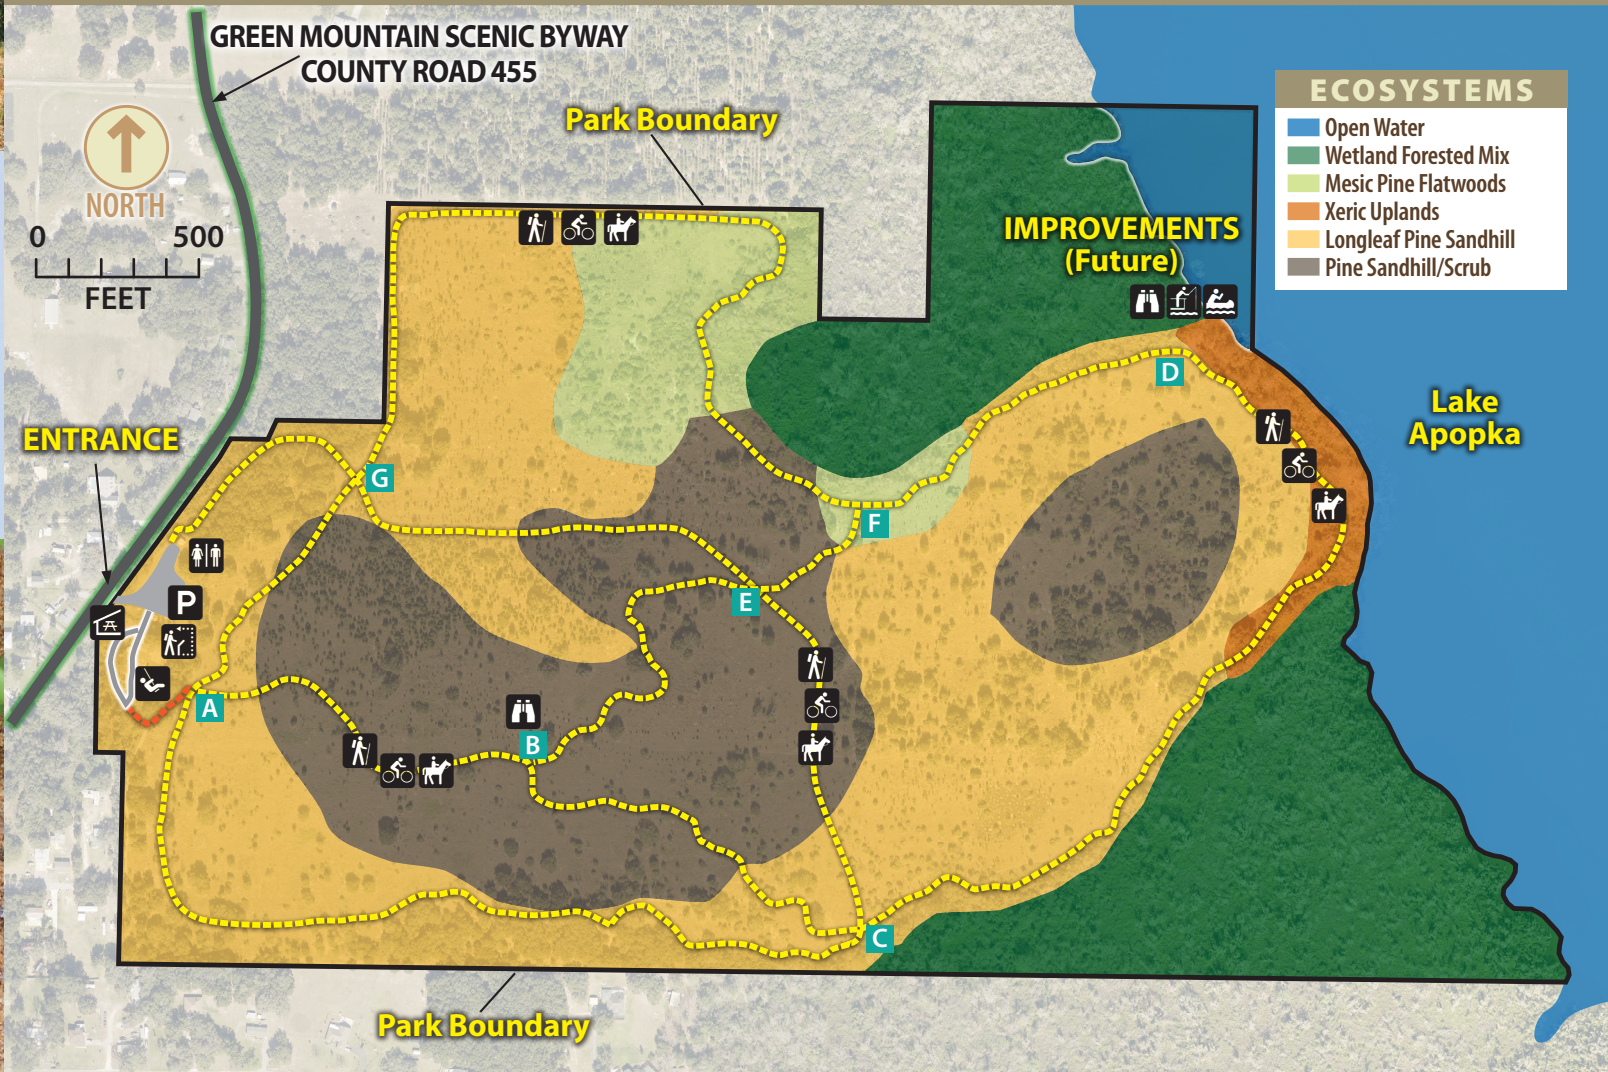 GREEN MOUNTAIN SCENIC BYWAY
COUNTY ROAD 455
Park Boundary
ECOSYSTEMS
Open Water
Wetland Forested Mix
Mesic Pine Flatwoods
Xeric Uplands
Longleaf Pine Sandhill
Pine Sandhill/Scrub
NORTH
0 500
FEET
IMPROVEMENTS
(Future)
D
Lake
Apopka
ENTRANCE
G
F
E
P
A
B
C
Park Boundary